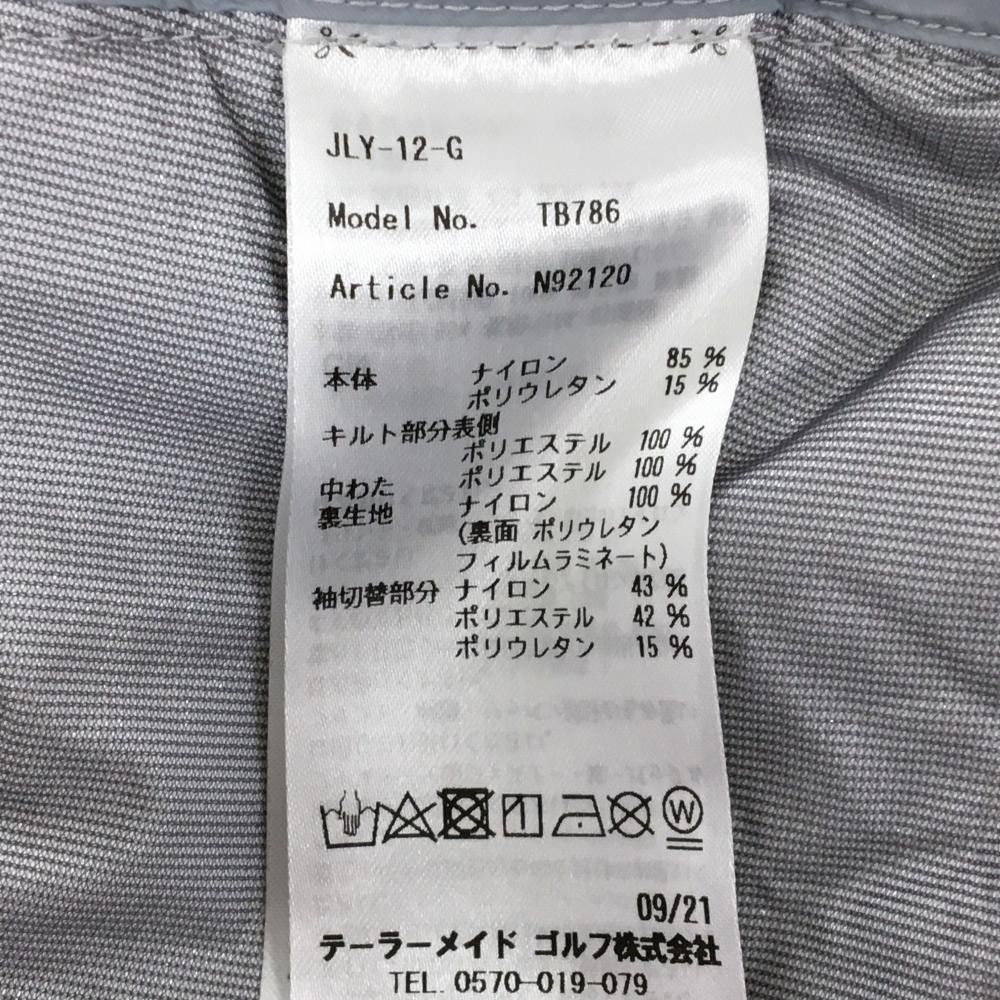 JLY-12-G
Model No. TB786
Article No. N92120
本体 ナイロン 85 %
ポリウレタン 15 %
キルト部分表側
ポリエステル 100 %
中わた ポリエステル 100 %
裏生地 ナイロン 100 %
(裏面 ポリウレタン
フィルムラミネート)
袖切替部分 ナイロン 43 %
ポリエステル 42 %
ポリウレタン 15 %
W
09/21
テーラーメイド ゴルフ株式会社
TEL. 0570-019-079